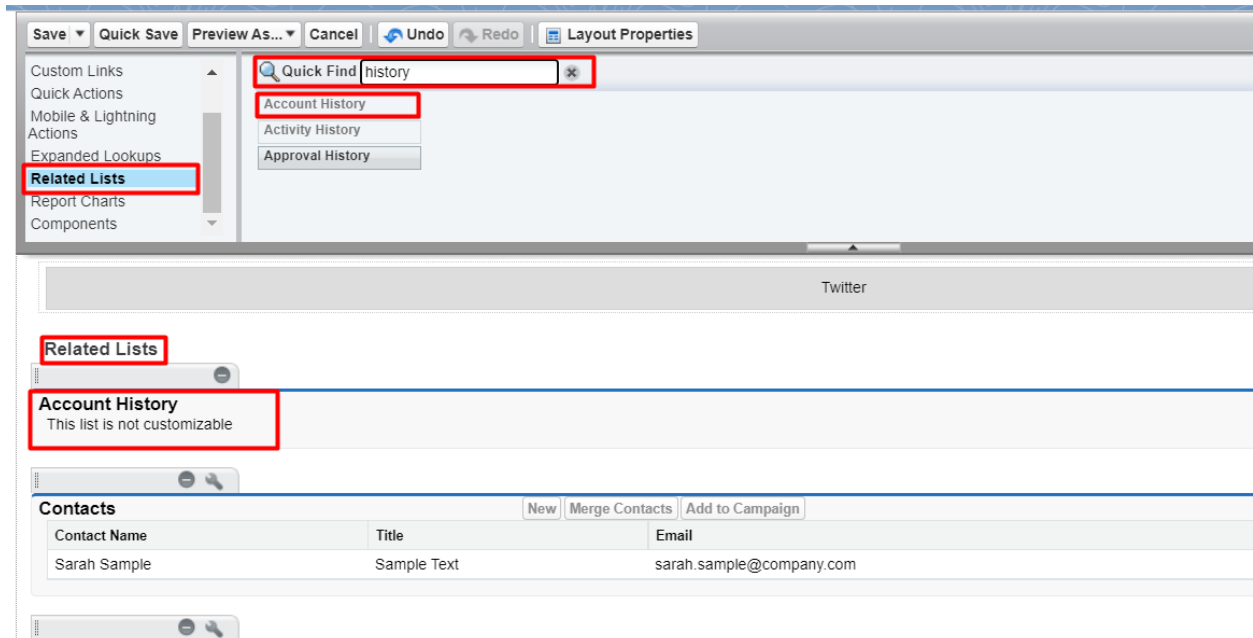 Save Quick Save Preview As... Cancel Undo Redo Layout Properties
Custom Links
Quick Actions
Mobile & Lightning
Actions
Expanded Lookups
Related Lists
Report Charts
Components
Quick Find history
Account History
Activity History
Approval History
Twitter
Related Lists
Account History
This list is not customizable
Contacts New Merge Contacts Add to Campaign
Contact Name Title Email
Sarah Sample Sample Text sarah.sample@company.com